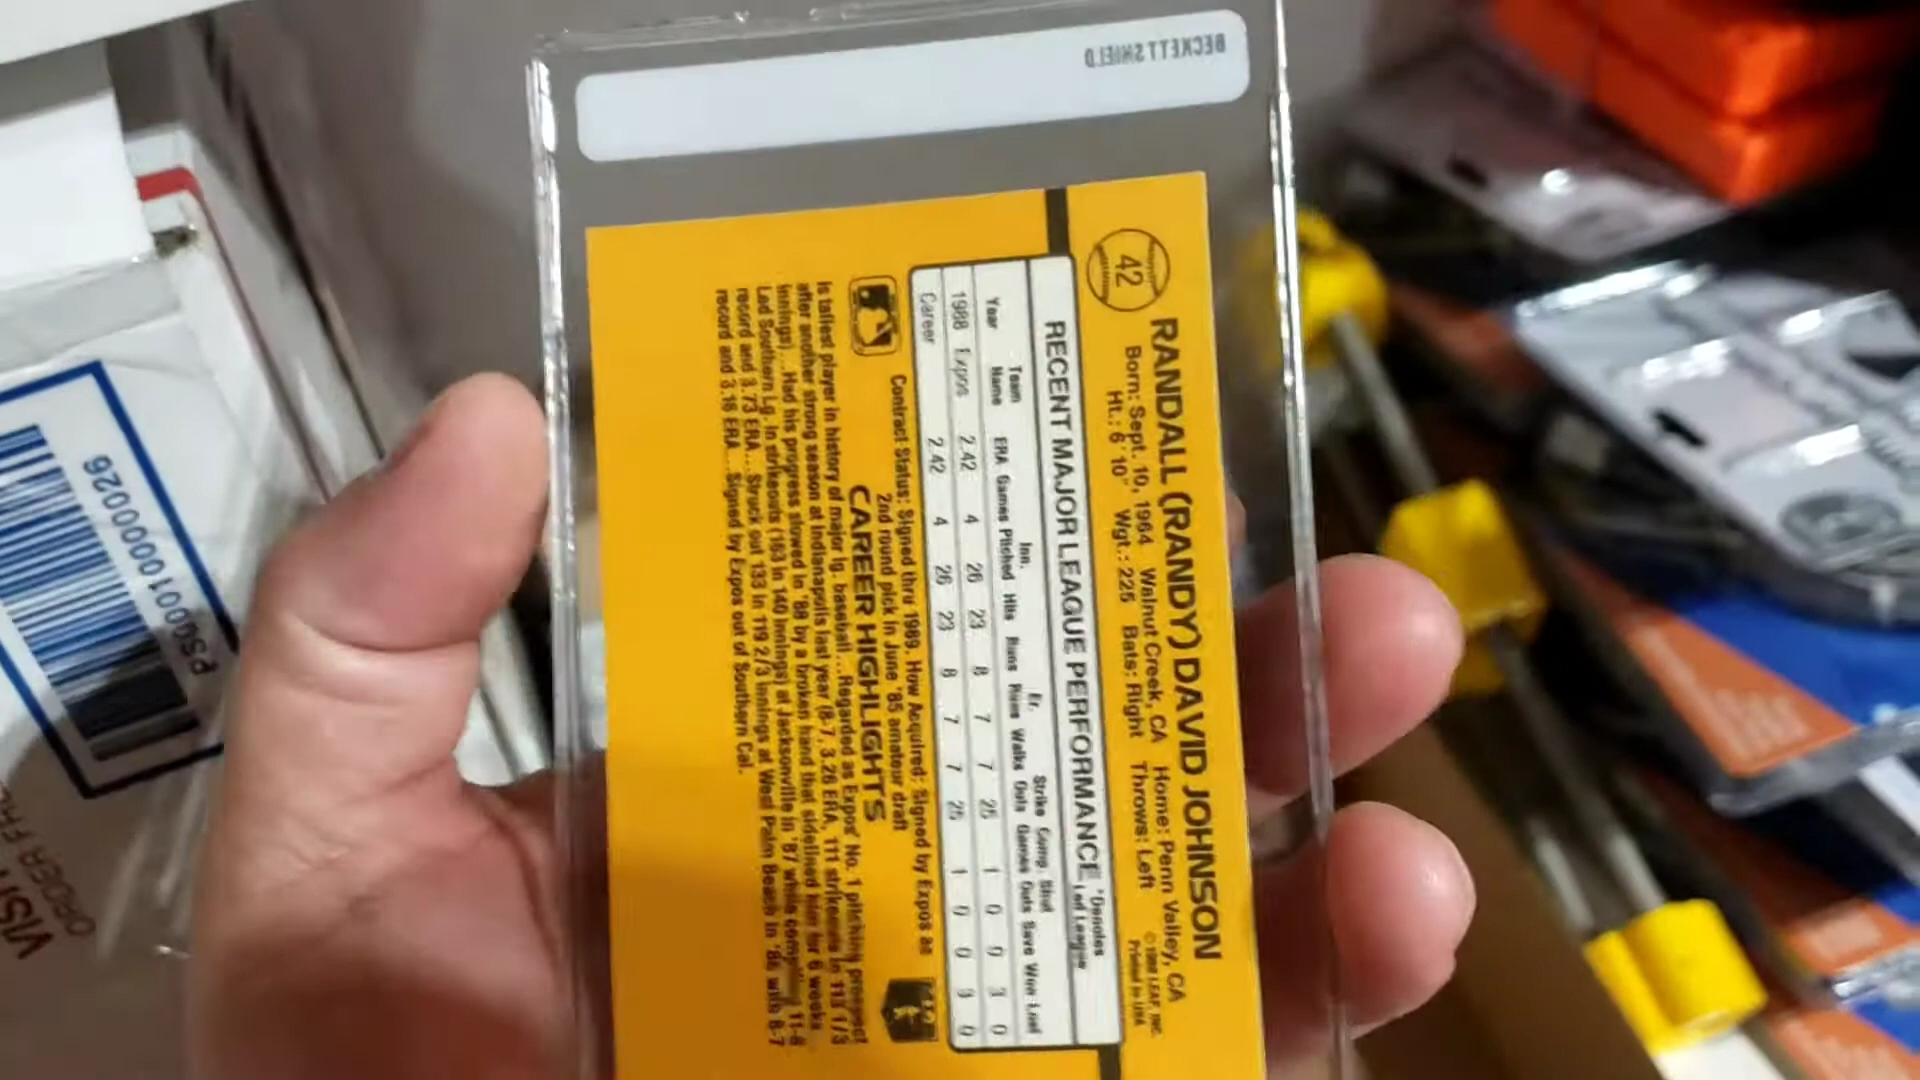 BECKETT SHIELD
42
RANDALL (RANDY) DAVID JOHNSON
Born: Sept. 10, 1964 Walnut Creek, CA Home: Penn Valley, CA
Ht.: 6'10" Wgt.: 225 Bats: Right Throws: Left
© 1988 LEAF, INC.
Printed in USA
RECENT MAJOR LEAGUE PERFORMANCE
*Denotes
Led League
Year Team Name ERA Games Inn. Pitched Hits Runs Er. Runs Walks Strike Outs Comp. Games Shut Outs Save Won Lost
1988 Expos 2.42 4 26 23 8 7 7 25 1 0 0 3 0
Career 2.42 4 26 23 8 7 7 25 1 0 0 3 0
Contract Status: Signed thru 1989. How Acquired: Signed by Expos as
2nd round pick in June '85 amateur draft
CAREER HIGHLIGHTS
Is tallest player in history of major lg. baseball...Regarded as Expos' No. 1 pitching prospect
after another strong season at Indianapolis last year (8-7, 3.26 ERA, 111 strikeouts in 113 1/3
innings)...Had his progress slowed in '88 by a broken hand that sidelined him for 6 weeks
Led Southern Lg. in strikeouts (163 in 140 innings) at Jacksonville in '87 while compiling 11-8
record and 3.73 ERA...Struck out 133 in 119 2/3 innings at West Palm Beach in '86 with 8-7
record and 3.16 ERA...Signed by Expos out of Southern Cal.
PS00010000026
VISIT
ORDER FR